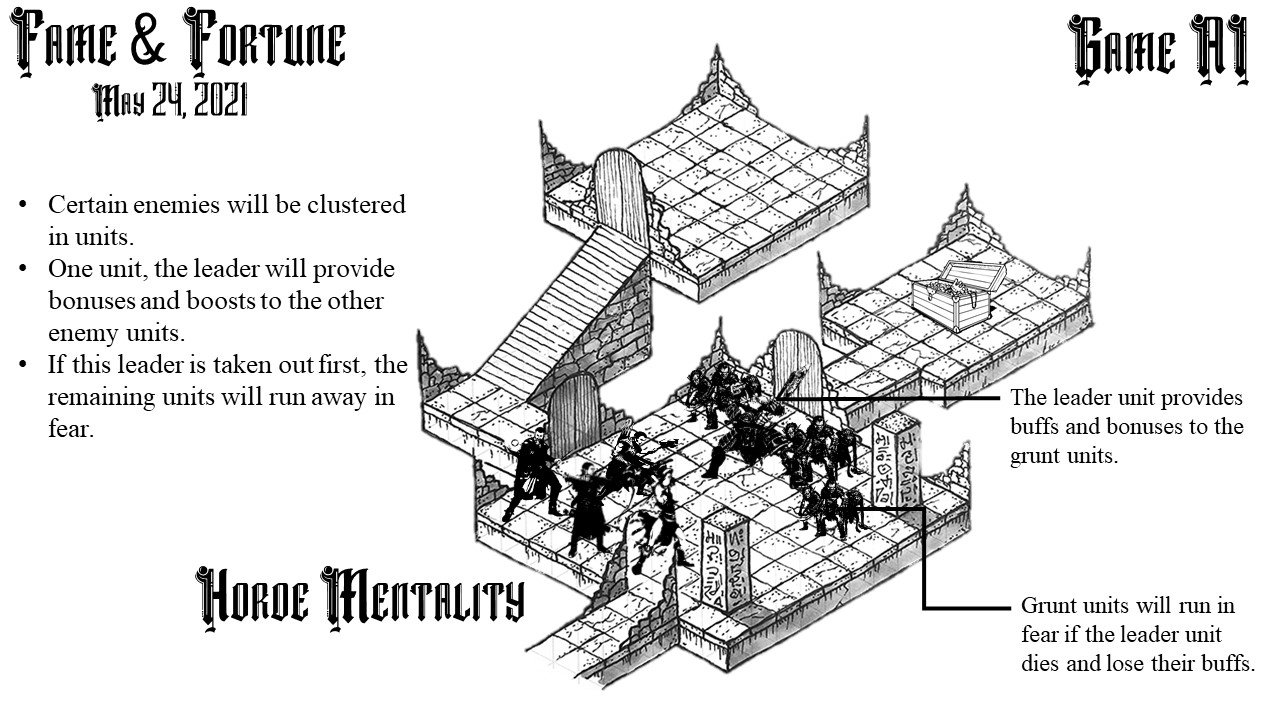 Fame & Fortune
May 24, 2021
Game AI
• Certain enemies will be clustered
in units.
• One unit, the leader will provide
bonuses and boosts to the other
enemy units.
• If this leader is taken out first, the
remaining units will run away in
fear.
The leader unit provides
buffs and bonuses to the
grunt units.
Horde Mentality
Grunt units will run in
fear if the leader unit
dies and lose their buffs.